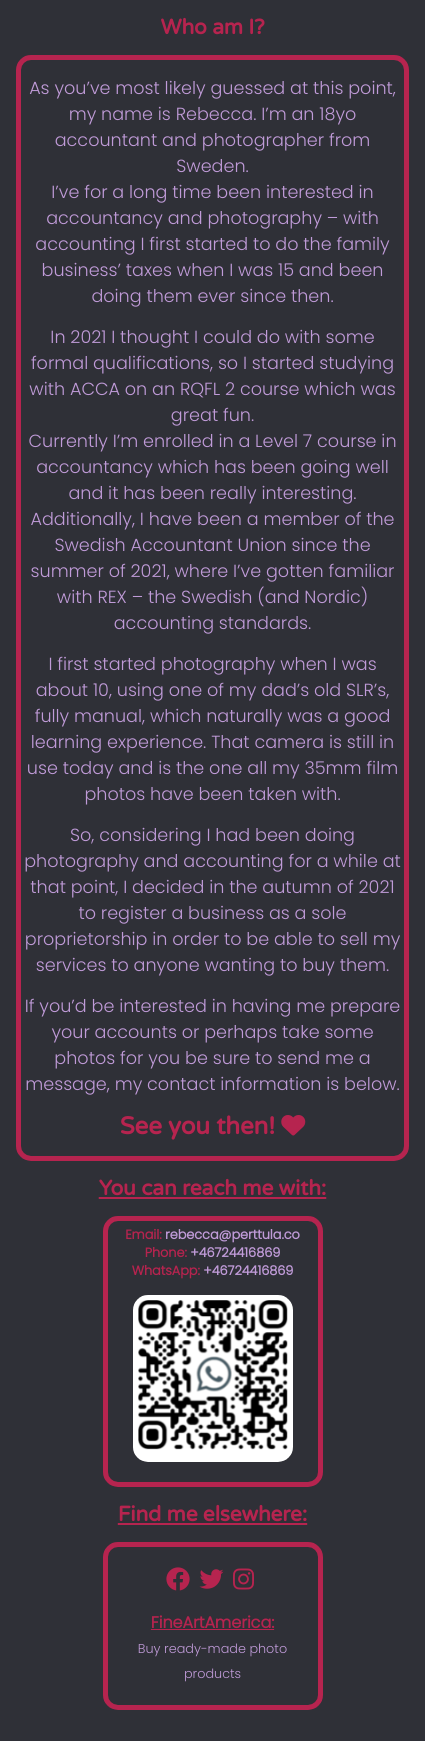 Who am I?
As you’ve most likely guessed at this point,
my name is Rebecca. I’m an 18yo
accountant and photographer from
Sweden.
I’ve for a long time been interested in
accountancy and photography – with
accounting I first started to do the family
business’ taxes when I was 15 and been
doing them ever since then.
In 2021 I thought I could do with some
formal qualifications, so I started studying
with ACCA on an RQFL 2 course which was
great fun.
Currently I’m enrolled in a Level 7 course in
accountancy which has been going well
and it has been really interesting.
Additionally, I have been a member of the
Swedish Accountant Union since the
summer of 2021, where I’ve gotten familiar
with REX – the Swedish (and Nordic)
accounting standards.
I first started photography when I was
about 10, using one of my dad’s old SLR’s,
fully manual, which naturally was a good
learning experience. That camera is still in
use today and is the one all my 35mm film
photos have been taken with.
So, considering I had been doing
photography and accounting for a while at
that point, I decided in the autumn of 2021
to register a business as a sole
proprietorship in order to be able to sell my
services to anyone wanting to buy them.
If you’d be interested in having me prepare
your accounts or perhaps take some
photos for you be sure to send me a
message, my contact information is below.
See you then!
You can reach me with:
Email: rebecca@perttula.co
Phone: +46724416869
WhatsApp: +46724416869
Find me elsewhere:
FineArtAmerica:
Buy ready-made photo
products